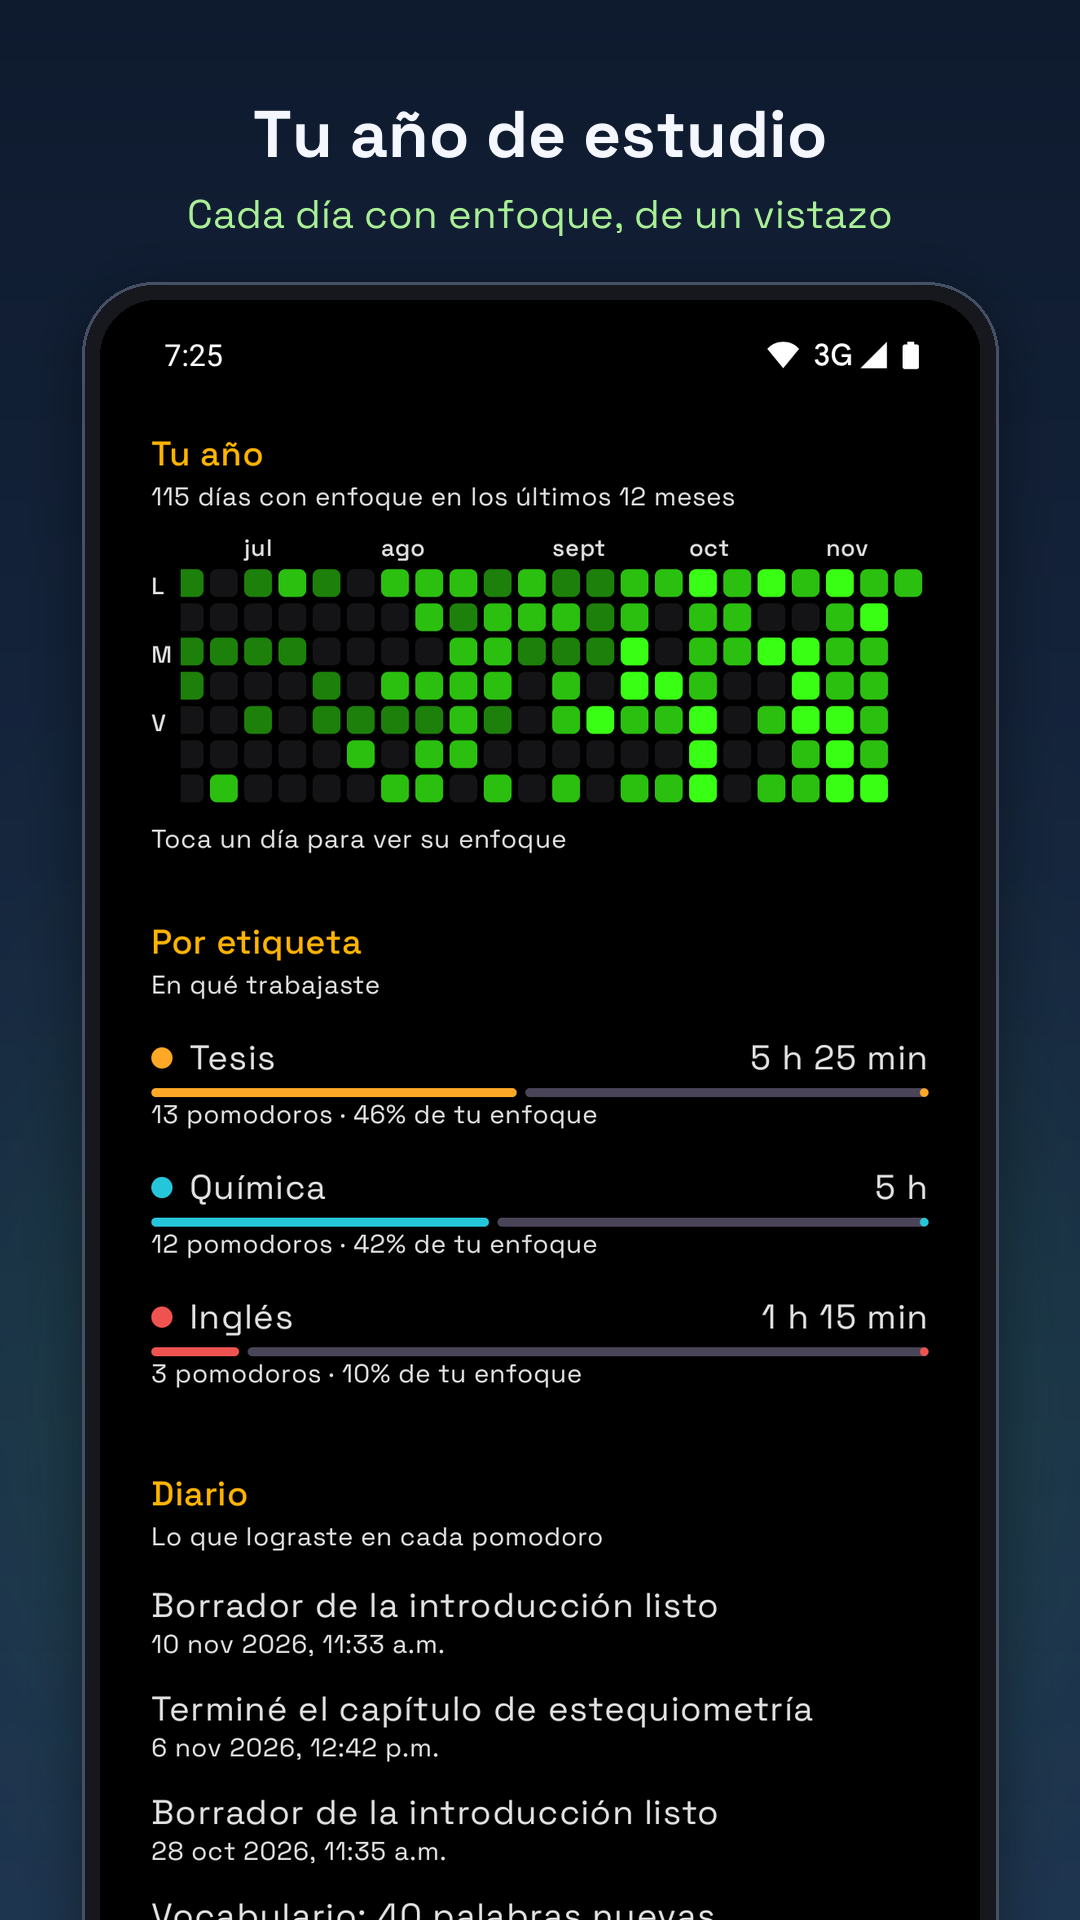 Tu año de estudio
Cada día con enfoque, de un vistazo
7:25 3G
Tu año
115 días con enfoque en los últimos 12 meses
jul ago sept oct nov
L
M
V
Toca un día para ver su enfoque
Por etiqueta
En qué trabajaste
Tesis 5 h 25 min
13 pomodoros · 46% de tu enfoque
Química 5 h
12 pomodoros · 42% de tu enfoque
Inglés 1 h 15 min
3 pomodoros · 10% de tu enfoque
Diario
Lo que lograste en cada pomodoro
Borrador de la introducción listo
10 nov 2026, 11:33 a.m.
Terminé el capítulo de estequiometría
6 nov 2026, 12:42 p.m.
Borrador de la introducción listo
28 oct 2026, 11:35 a.m.
Vocabulario: 40 palabras nuevas